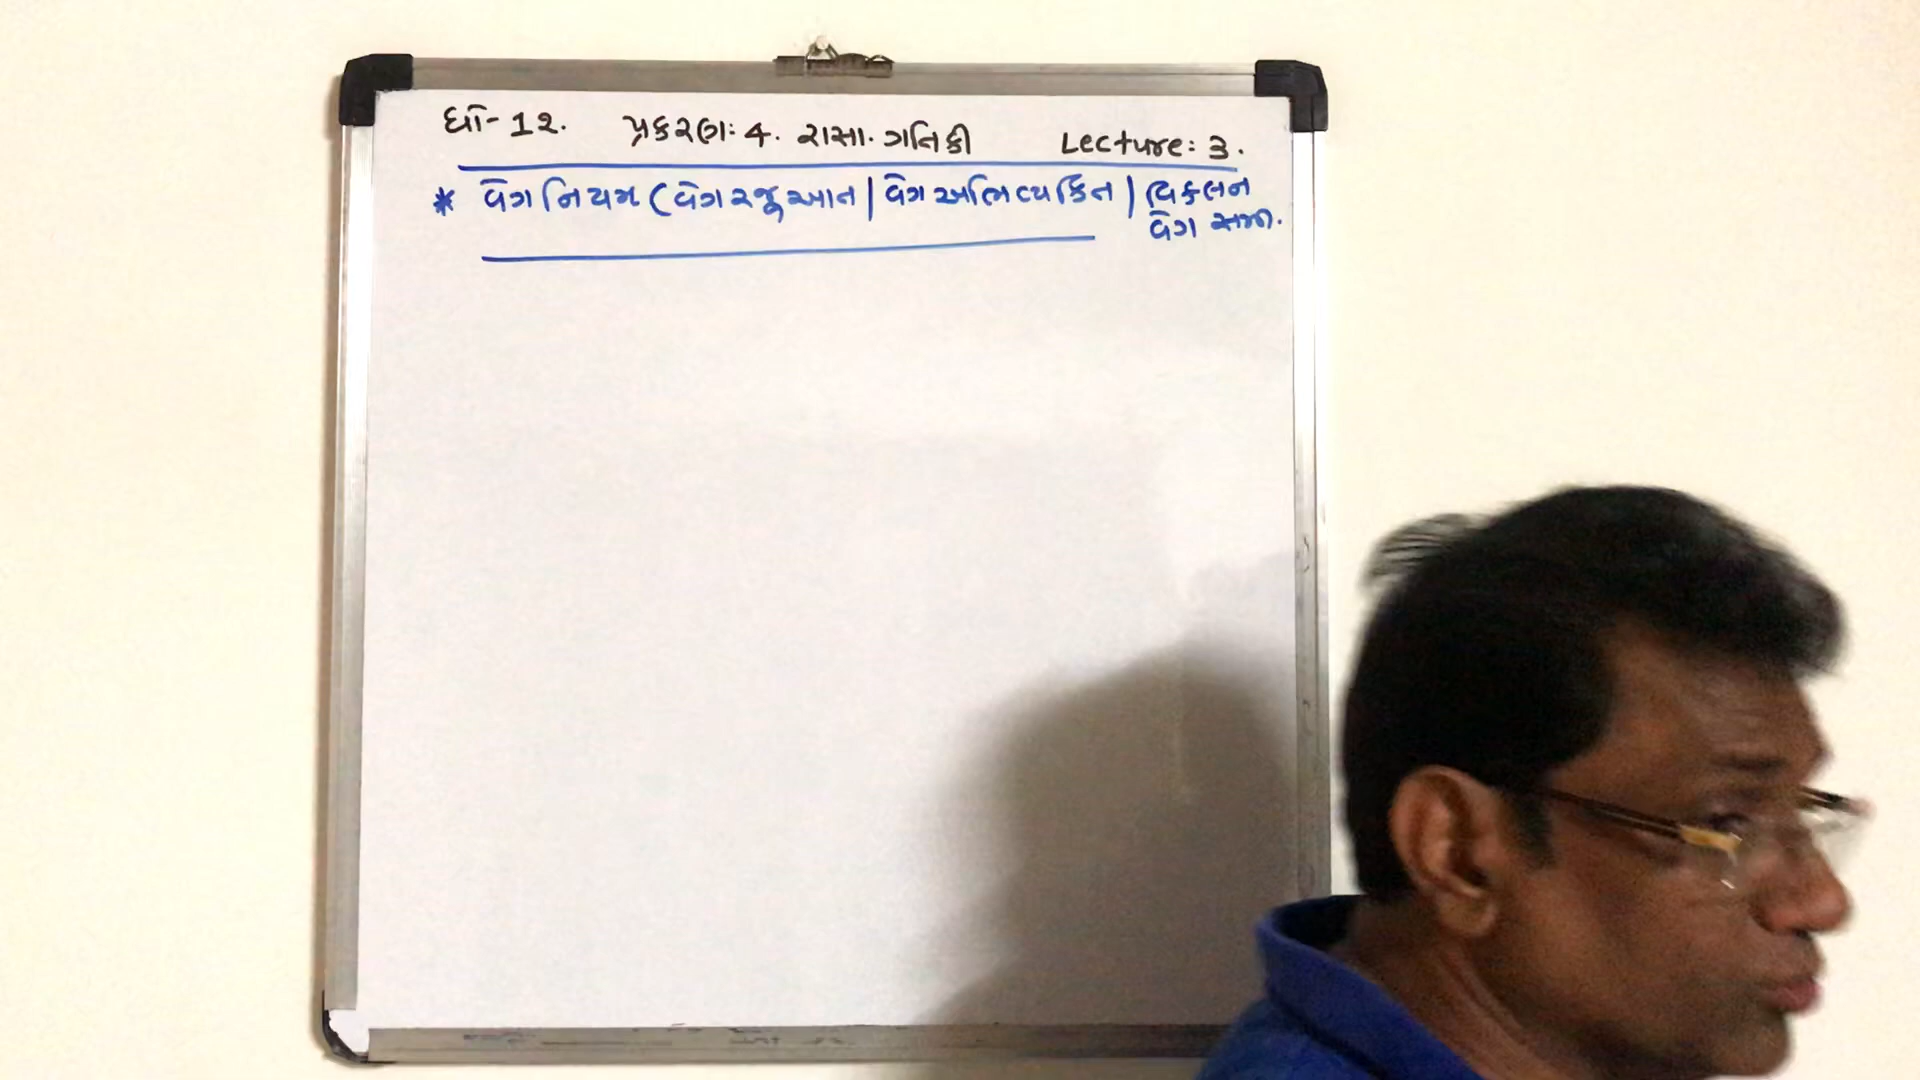 ધો-12. પ્રકરણ: 4. રાસા. ગતિકી Lecture: 3.
* વેગ નિયમ (વેગ રજૂઆત | વેગ અભિવ્યકિત | વિકલન
વેગ સમી.